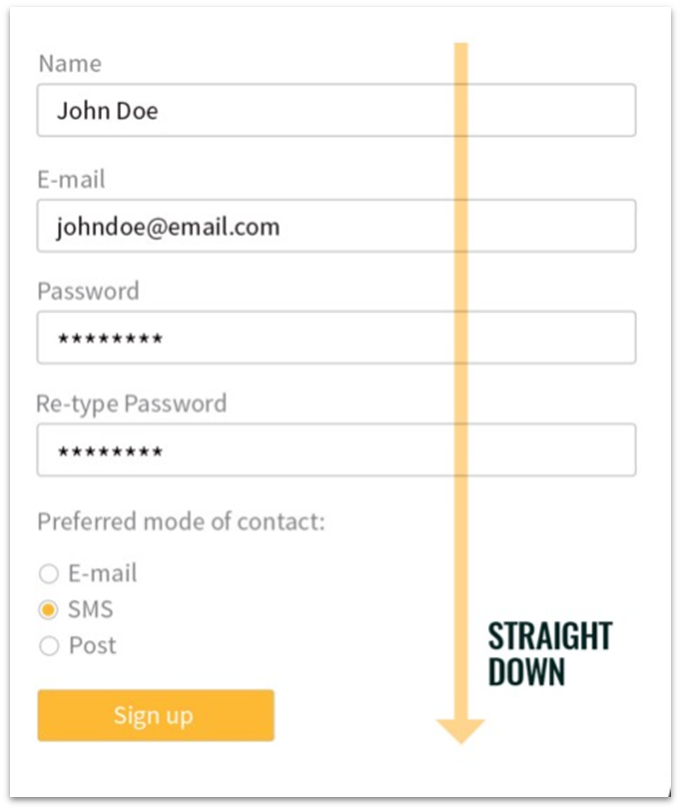 Name
John Doe
E-mail
johndoe@email.com
Password
********
Re-type Password
********
Preferred mode of contact:
E-mail
SMS
Post
STRAIGHT
DOWN
Sign up